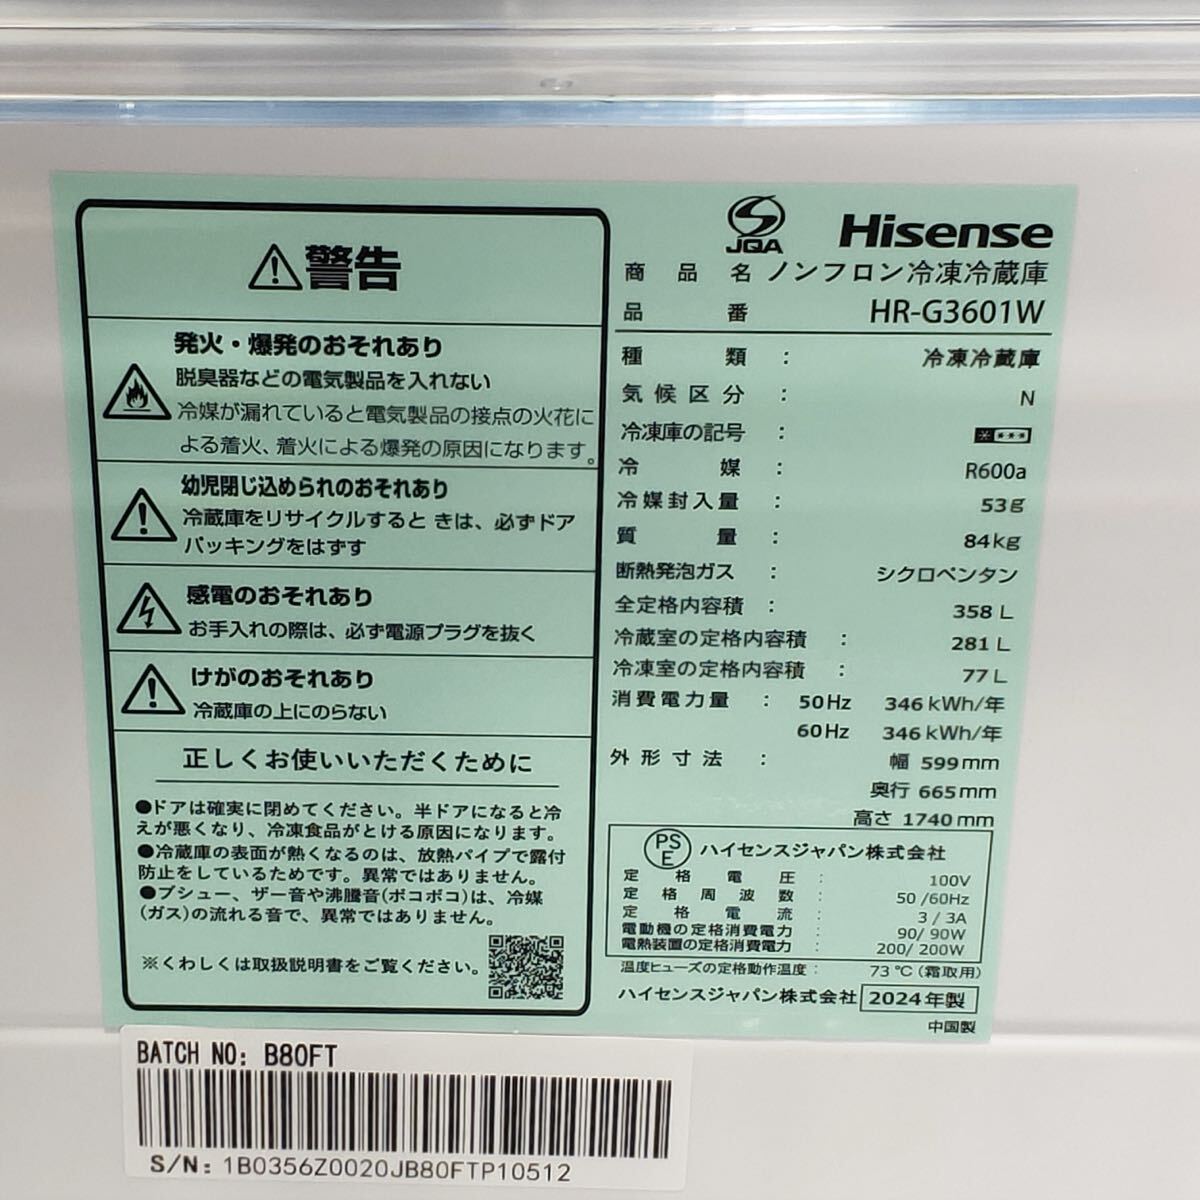 警告
発火・爆発のおそれあり
脱臭器などの電気製品を入れない
冷媒が漏れていると電気製品の接点の火花に
よる着火、着火による爆発の原因になります。
幼児閉じ込められのおそれあり
冷蔵庫をリサイクルすると きは、必ずドア
パッキングをはずす
感電のおそれあり
お手入れの際は、必ず電源プラグを抜く
けがのおそれあり
冷蔵庫の上にのらない
正しくお使いいただくために
●ドアは確実に閉めてください。半ドアになると冷
えが悪くなり、冷凍食品がとける原因になります。
●冷蔵庫の表面が熱くなるのは、放熱パイプで露付
防止をしているためです。異常ではありません。
●プシュー、ザー音や沸騰音(ポコポコ)は、冷媒
(ガス)の流れる音で、異常ではありません。
※くわしくは取扱説明書をご覧ください。
JQA Hisense
商品名 ノンフロン冷凍冷蔵庫
品番 HR-G3601W
種類 : 冷凍冷蔵庫
気候区分 : N
冷凍庫の記号 : * ***
冷媒 : R600a
冷媒封入量 : 53g
質量 : 84kg
断熱発泡ガス : シクロペンタン
全定格内容積 : 358 L
冷蔵室の定格内容積 : 281 L
冷凍室の定格内容積 : 77 L
消費電力量 : 50Hz 346 kWh/年
60Hz 346 kWh/年
外形寸法 : 幅 599mm
奥行 665mm
高さ 1740mm
PSE ハイセンスジャパン株式会社
定格電圧 : 100V
定格周波数 : 50 /60Hz
定格電流 : 3 / 3A
電動機の定格消費電力 : 90/ 90W
電熱装置の定格消費電力 : 200/ 200W
温度ヒューズの定格動作温度 : 73 ℃ (霜取用)
ハイセンスジャパン株式会社 2024年製
中国製
BATCH NO: B80FT
S/N: 1B0356Z0020JB80FTP10512